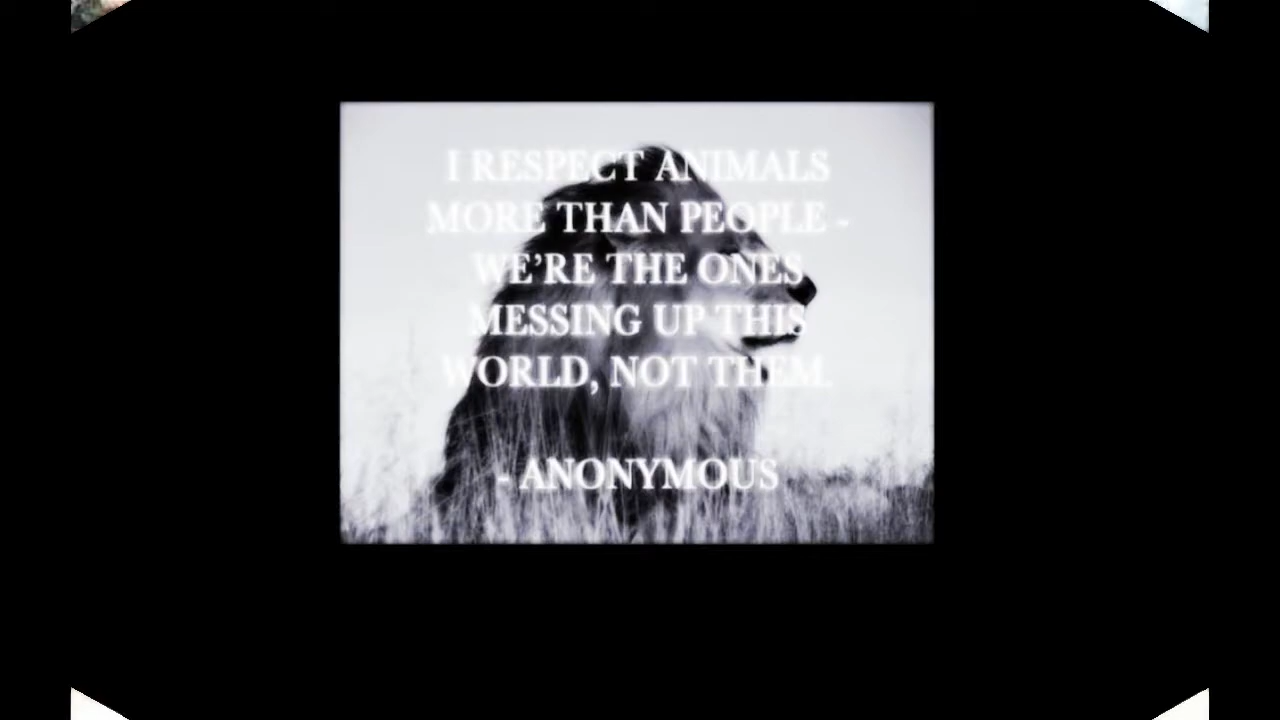 I RESPECT ANIMALS
MORE THAN PEOPLE -
WE’RE THE ONES
MESSING UP THIS
WORLD, NOT THEM.
- ANONYMOUS